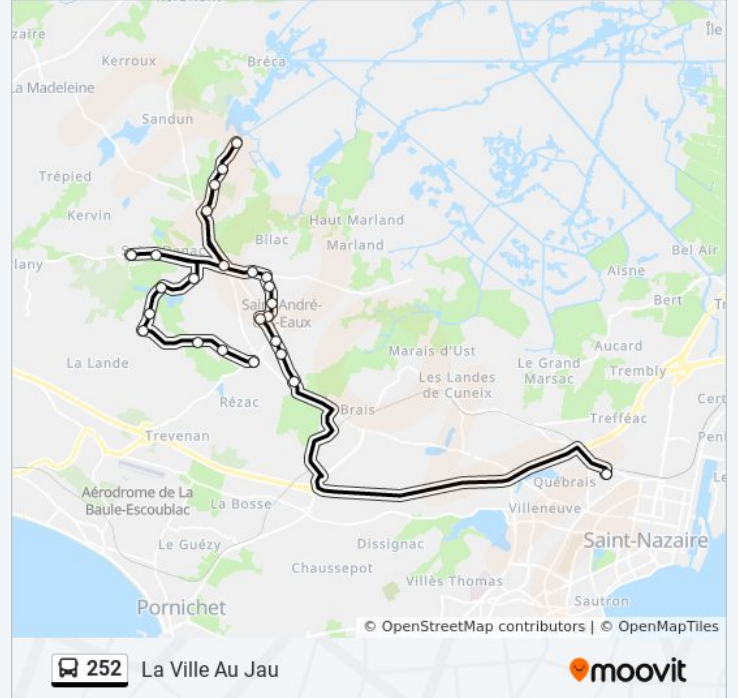 zaire
Pornichet
Île
Kerroux
Bréca
La Madeleine
Sandun
Trépied
Kervin
Haut Marland
Bilac
Marland
Bel Air
Aisne
Bert
Saint-André-
-Eaux
Marais d'Ust
Aucard
La Lande
Le Grand
Marsac
Trembly
Les Landes
de Cuneix
Cert
Rézac
Brais
Trefféac
Trevenan
Aérodrome de La
Baule-Escoublac
La Bosse
Québrais
Villeneuve
Le Guézy
Dissignac
Saint-Nazaire
Chaussepot
Villès Thomas
Pornichet
Sautron
© OpenStreetMap contributors | © OpenMapTiles
252 La Ville Au Jau
moovit